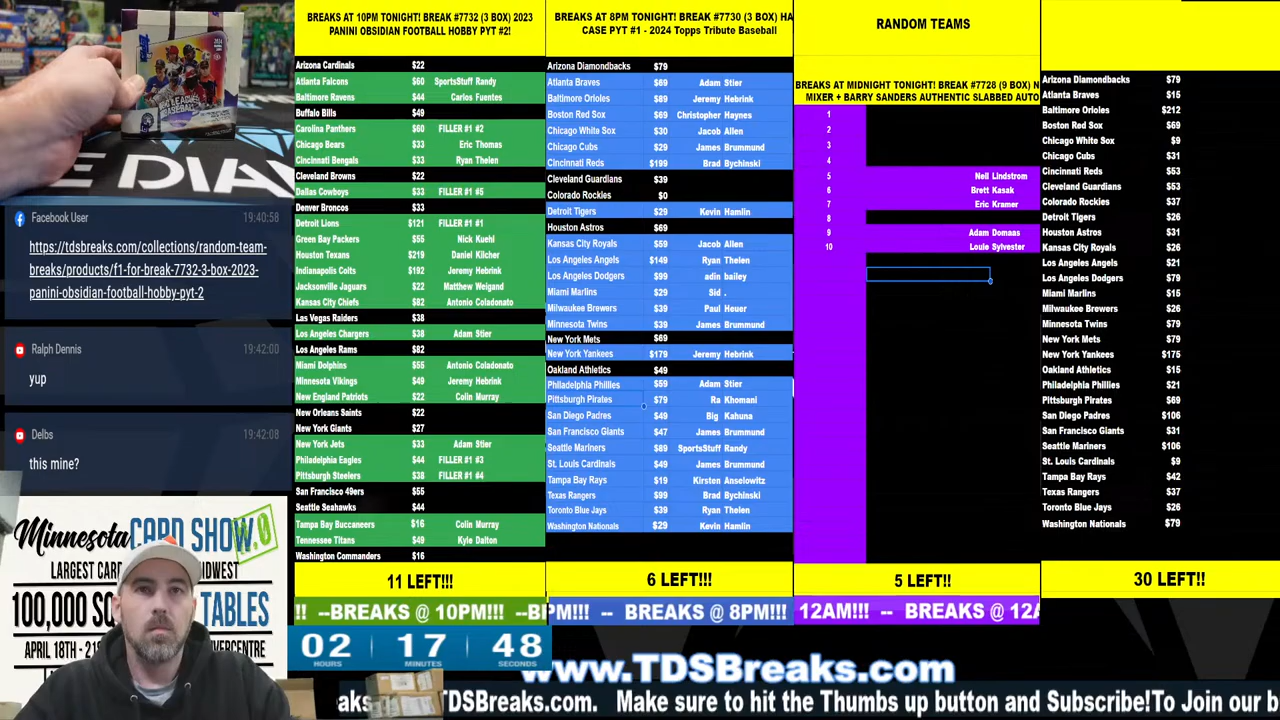 BREAKS AT 10PM TONIGHT! BREAK #7732 (3 BOX) 2023
PANINI OBSIDIAN FOOTBALL HOBBY PYT #2!
Arizona Cardinals $22
Atlanta Falcons $60 SportsStuff Randy
Baltimore Ravens $44 Carlos Fuentes
Buffalo Bills $49
Carolina Panthers $60 FILLER #1 #2
Chicago Bears $33 Eric Thomas
Cincinnati Bengals $33 Ryan Thelen
Cleveland Browns $22
Dallas Cowboys $33 FILLER #1 #5
Denver Broncos $33
Detroit Lions $121 FILLER #1 #1
Green Bay Packers $55 Nick Kuehl
Houston Texans $219 Daniel Kilcher
Indianapolis Colts $192 Jeremy Hebrink
Jacksonville Jaguars $22 Matthew Weigand
Kansas City Chiefs $82 Antonio Coladonato
Las Vegas Raiders $38
Los Angeles Chargers $38 Adam Stier
Los Angeles Rams $82
Miami Dolphins $55 Antonio Coladonato
Minnesota Vikings $49 Jeremy Hebrink
New England Patriots $22 Colin Murray
New Orleans Saints $22
New York Giants $27
New York Jets $33 Adam Stier
Philadelphia Eagles $44 FILLER #1 #3
Pittsburgh Steelers $38 FILLER #1 #4
San Francisco 49ers $55
Seattle Seahawks $44
Tampa Bay Buccaneers $16 Colin Murray
Tennessee Titans $49 Kyle Dalton
Washington Commanders $16
11 LEFT!!!
!! --BREAKS @ 10PM!!! --B
02 17 48
HOURS MINUTES SECONDS
BREAKS AT 8PM TONIGHT! BREAK #7730 (3 BOX) HA
CASE PYT #1 - 2024 Topps Tribute Baseball
Arizona Diamondbacks $79
Atlanta Braves $69 Adam Stier
Baltimore Orioles $89 Jeremy Hebrink
Boston Red Sox $69 Christopher Haynes
Chicago White Sox $30 Jacob Allen
Chicago Cubs $29 James Brummund
Cincinnati Reds $199 Brad Bychinski
Cleveland Guardians $39
Colorado Rockies $0
Detroit Tigers $29 Kevin Hamlin
Houston Astros $69
Kansas City Royals $59 Jacob Allen
Los Angeles Angels $149 Ryan Thelen
Los Angeles Dodgers $99 adin bailey
Miami Marlins $29 Sid .
Milwaukee Brewers $39 Paul Heuer
Minnesota Twins $39 James Brummund
New York Mets $69
New York Yankees $179 Jeremy Hebrink
Oakland Athletics $49
Philadelphia Phillies $59 Adam Stier
Pittsburgh Pirates $79 Ra Khomani
San Diego Padres $49 Big Kahuna
San Francisco Giants $47 James Brummund
Seattle Mariners $89 SportsStuff Randy
St. Louis Cardinals $49 James Brummund
Tampa Bay Rays $19 Kirsten Anselowitz
Texas Rangers $99 Brad Bychinski
Toronto Blue Jays $39 Ryan Thelen
Washington Nationals $29 Kevin Hamlin
6 LEFT!!!
PM!!! -- BREAKS @ 8PM!!!
RANDOM TEAMS
BREAKS AT MIDNIGHT TONIGHT! BREAK #7728 (9 BOX) N
MIXER + BARRY SANDERS AUTHENTIC SLABBED AUTO
1
2
3
4
5 Neil Lindstrom
6 Brett Kasak
7 Eric Kramer
8
9 Adam Domaas
10 Louie Sylvester
5 LEFT!!
12AM!!! -- BREAKS @ 12A
Arizona Diamondbacks $79
Atlanta Braves $15
Baltimore Orioles $212
Boston Red Sox $69
Chicago White Sox $9
Chicago Cubs $31
Cincinnati Reds $53
Cleveland Guardians $53
Colorado Rockies $37
Detroit Tigers $26
Houston Astros $31
Kansas City Royals $26
Los Angeles Angels $21
Los Angeles Dodgers $79
Miami Marlins $15
Milwaukee Brewers $26
Minnesota Twins $79
New York Mets $79
New York Yankees $175
Oakland Athletics $15
Philadelphia Phillies $21
Pittsburgh Pirates $69
San Diego Padres $106
San Francisco Giants $31
Seattle Mariners $106
St. Louis Cardinals $9
Tampa Bay Rays $42
Texas Rangers $37
Toronto Blue Jays $26
Washington Nationals $79
30 LEFT!!
BASEBALL
E DIA
Facebook User 19:40:58
https://tdsbreaks.com/collections/random-team-
breaks/products/f1-for-break-7732-3-box-2023-
panini-obsidian-football-hobby-pyt-2
Ralph Dennis 19:42:00
yup
Delbs 19:42:08
this mine?
Minnesota CARD SHOW .0
LARGEST CAR
100,000 SQ TABLES
APRIL 18TH - 21 VERCENTRE
www.TDSBreaks.com
aks TDSBreaks.com. Make sure to hit the Thumbs up button and Subscribe!To Join our b